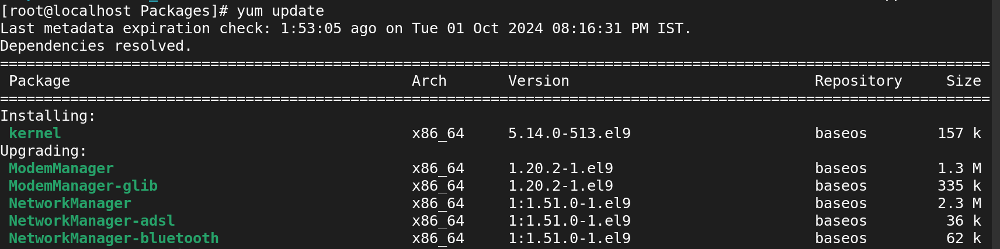 [root@localhost Packages]# yum update
Last metadata expiration check: 1:53:05 ago on Tue 01 Oct 2024 08:16:31 PM IST.
Dependencies resolved.
=================================================================================================================
 Package                                       Arch       Version                            Repository     Size
=================================================================================================================
Installing:
 kernel                                        x86_64     5.14.0-513.el9                     baseos        157 k
Upgrading:
 ModemManager                                  x86_64     1.20.2-1.el9                       baseos        1.3 M
 ModemManager-glib                             x86_64     1.20.2-1.el9                       baseos        335 k
 NetworkManager                                x86_64     1:1.51.0-1.el9                     baseos        2.3 M
 NetworkManager-adsl                           x86_64     1:1.51.0-1.el9                     baseos         36 k
 NetworkManager-bluetooth                      x86_64     1:1.51.0-1.el9                     baseos         62 k